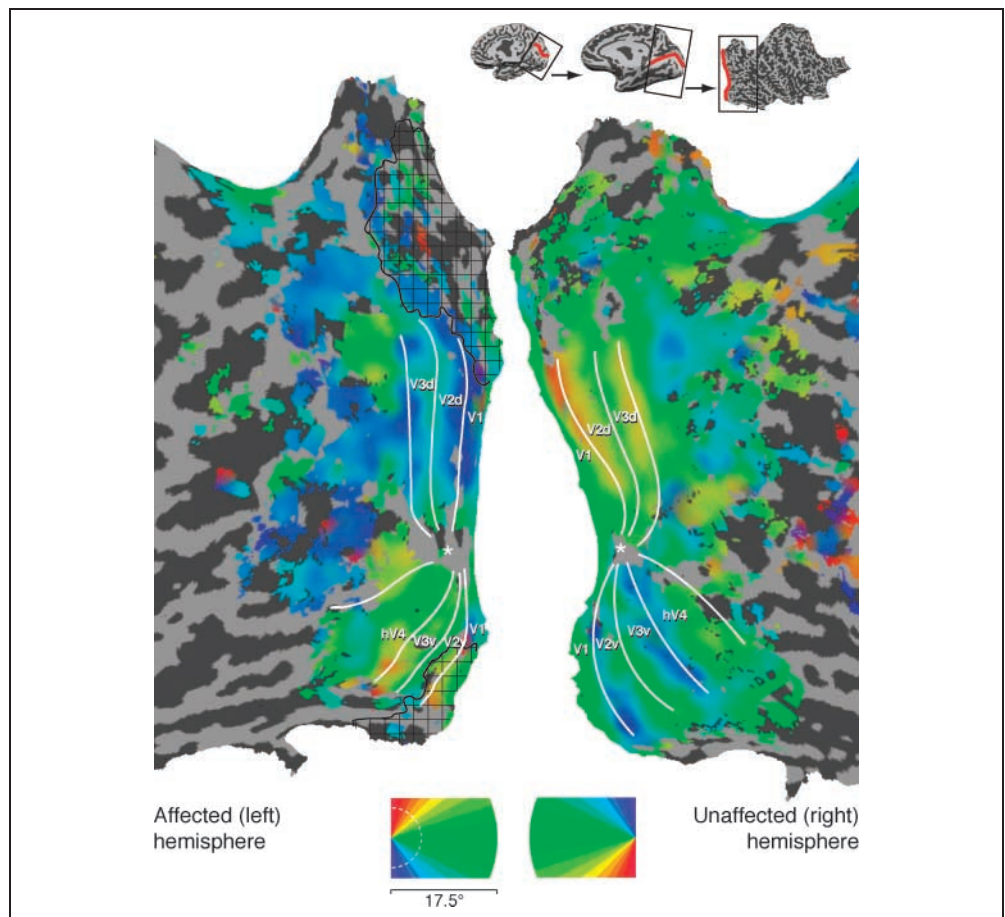 V3d
V2d
V1
V3d
V2d
V1
*
*
hV4
V3v
V2v
V1
V1
V2v
V3v
hV4
Affected (left)
hemisphere
17.5°
Unaffected (right)
hemisphere